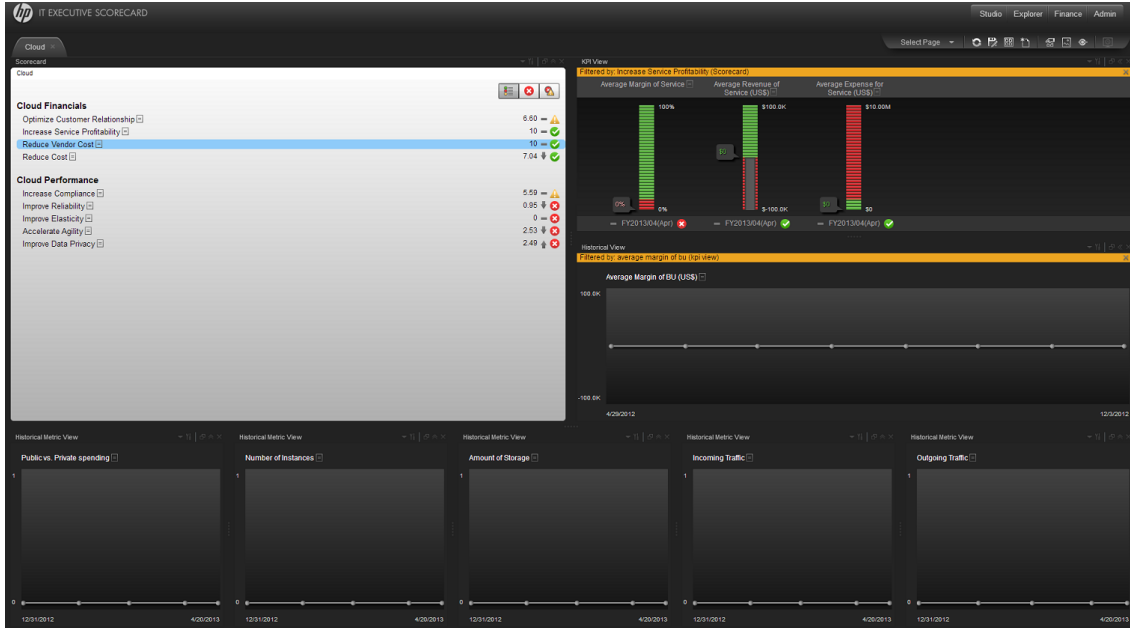 hp IT EXECUTIVE SCORECARD
Studio Explorer Finance Admin
Cloud
Select Page
Scorecard
Cloud
Cloud Financials
Optimize Customer Relationship 6.60
Increase Service Profitability 10
Reduce Vendor Cost 10
Reduce Cost 7.04
Cloud Performance
Increase Compliance 5.59
Improve Reliability 0.95
Improve Elasticity 0
Accelerate Agility 2.53
Improve Data Privacy 2.49
KPI View
Filtered by: Increase Service Profitability (Scorecard)
Average Margin of Service
100%
0%
0%
FY2013/04(Apr)
Average Revenue of
Service (US$)
$100.0K
$0
$-100.0K
FY2013/04(Apr)
Average Expense for
Service (US$)
$10.00M
$0
$0
FY2013/04(Apr)
Historical View
Filtered by: average margin of bu (kpi view)
Average Margin of BU (US$)
100.0K
-100.0K
4/29/2012 12/3/2012
Historical Metric View
Public vs. Private spending
1
0
12/31/2012 4/20/2013
Historical Metric View
Number of Instances
1
0
12/31/2012 4/20/2013
Historical Metric View
Amount of Storage
1
0
12/31/2012 4/20/2013
Historical Metric View
Incoming Traffic
1
0
12/31/2012 4/20/2013
Historical Metric View
Outgoing Traffic
1
0
12/31/2012 4/20/2013